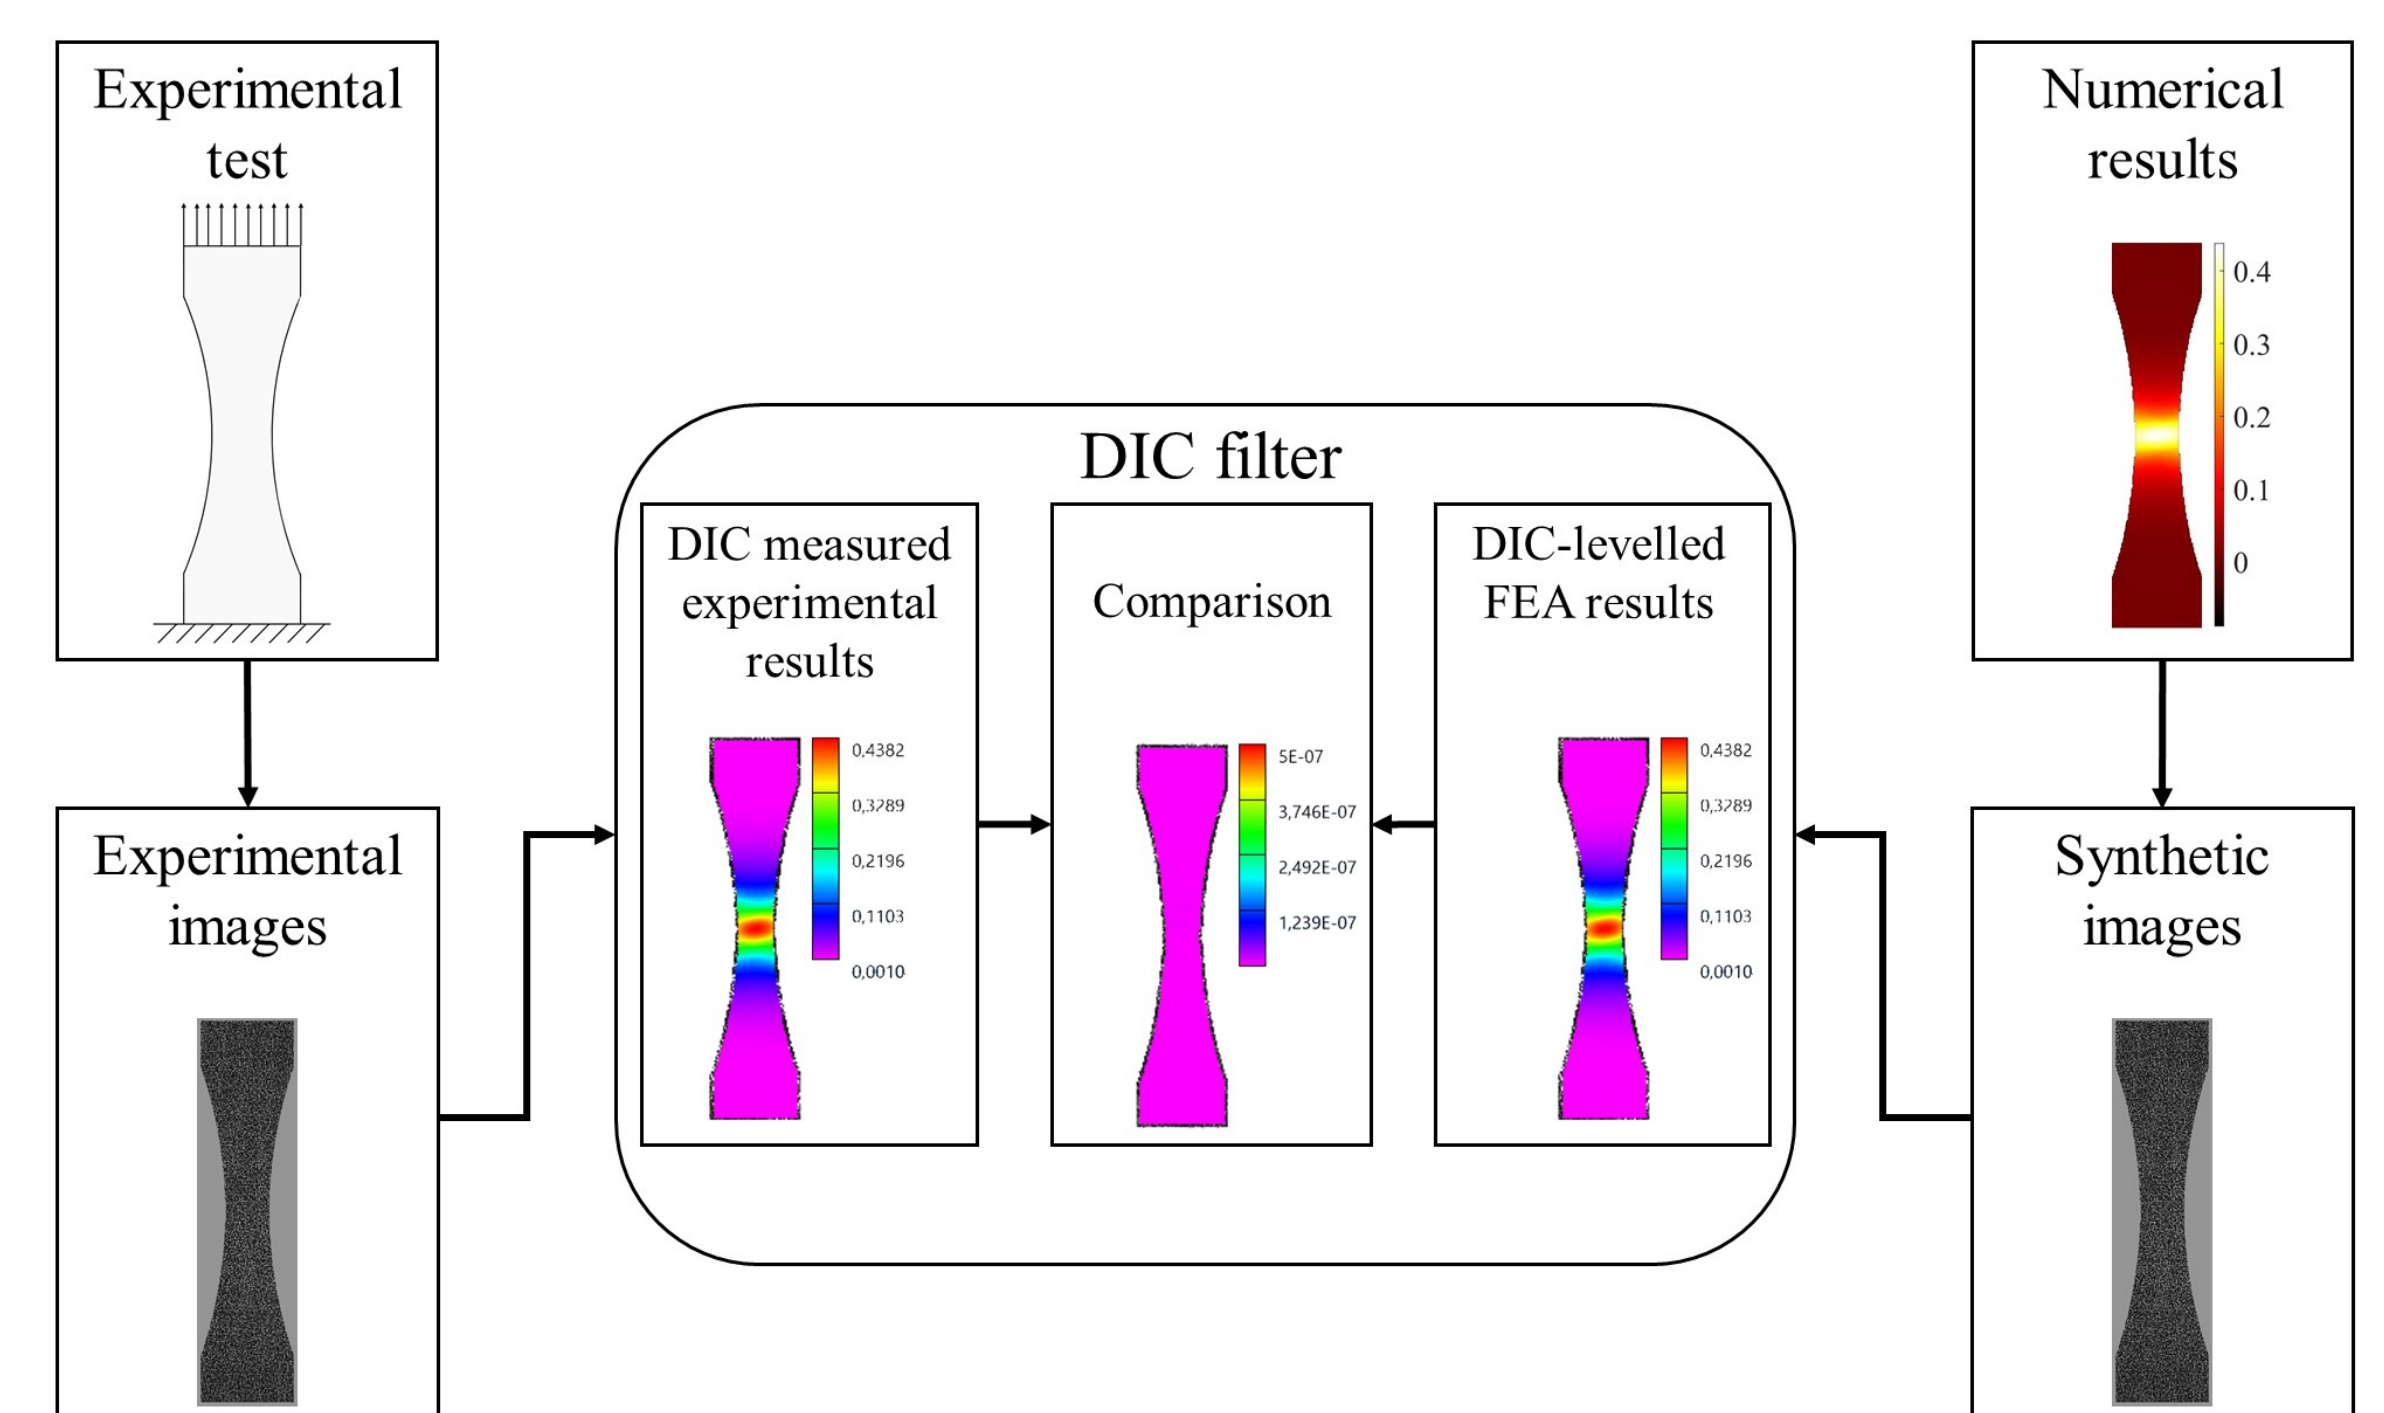 Experimental
test
Numerical
results
0.4
0.3
0.2
0.1
0
DIC filter
DIC measured
experimental
results
0,4382
0,3289
0,2196
0,1103
0,0010
Comparison
5E-07
3,746E-07
2,492E-07
1,239E-07
DIC-levelled
FEA results
0,4382
0,3289
0,2196
0,1103
0,0010
Experimental
images
Synthetic
images